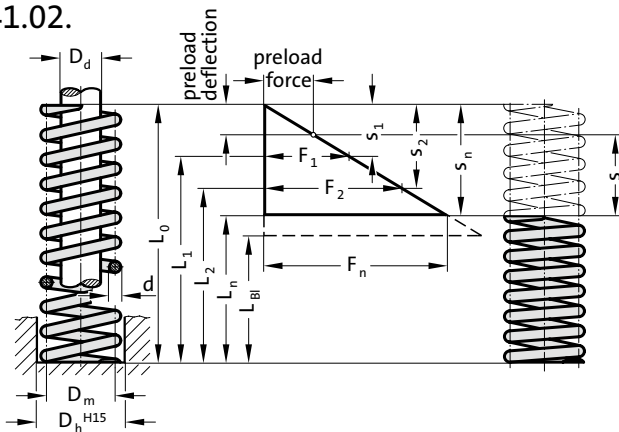 41.02.
D_d
preload
deflection
preload
force
s_1
s_2
s_n
s
F_1
F_2
F_n
L_0
L_1
L_2
L_n
L_Bl
d
D_m
D_h^H15